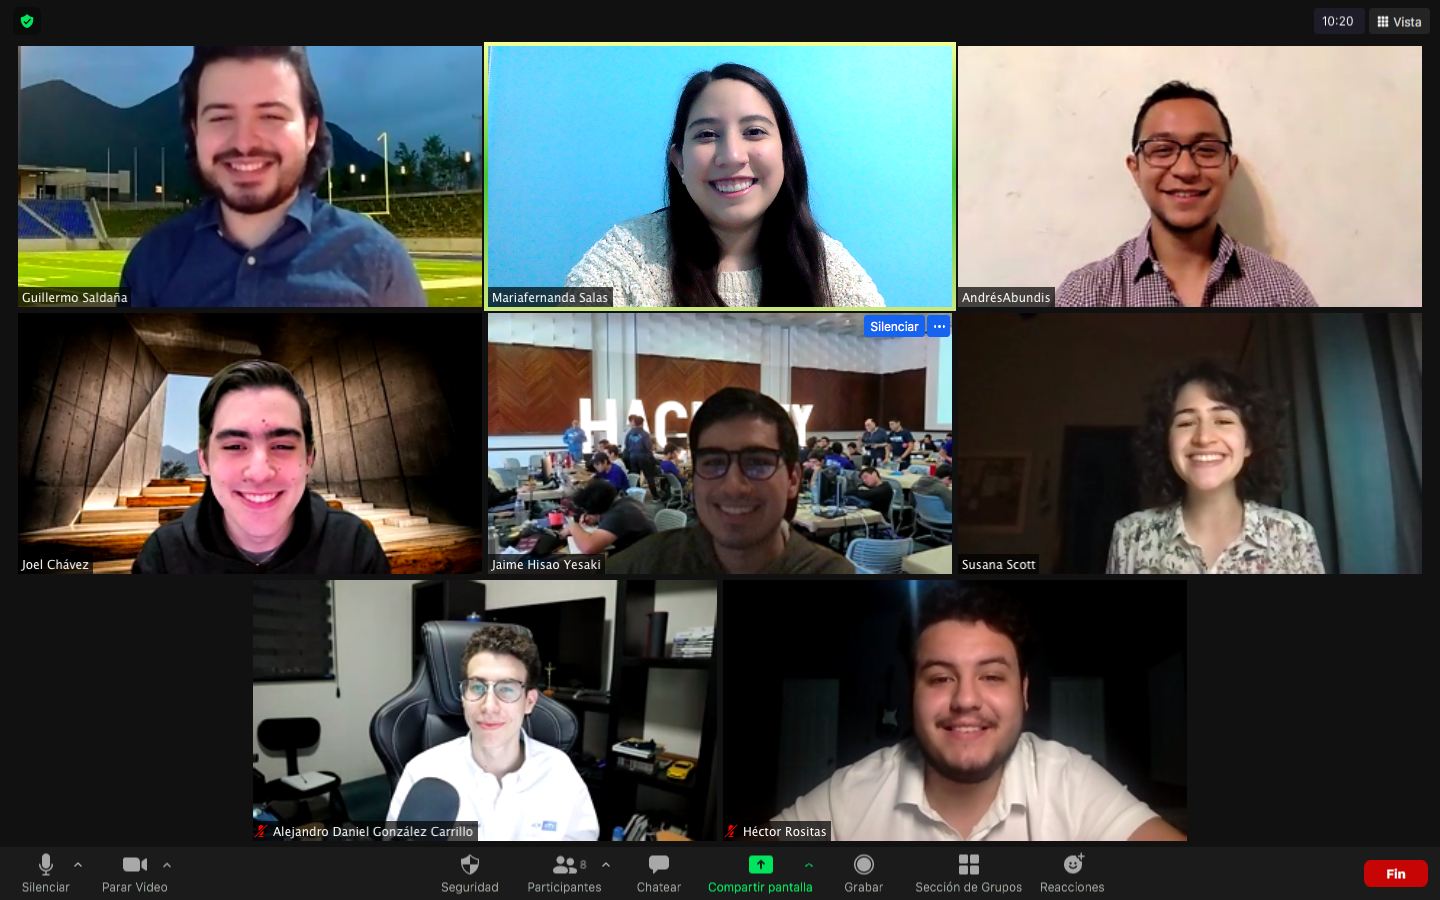 10:20
Vista
Guillermo Saldaña
Mariafernanda Salas
AndrésAbundis
Silenciar
Joel Chávez
Jaime Hisao Yesaki
Susana Scott
Alejandro Daniel González Carrillo
Héctor Rositas
Silenciar
Parar Video
Seguridad
Participantes
8
Chatear
Compartir pantalla
Grabar
Sección de Grupos
Reacciones
Fin